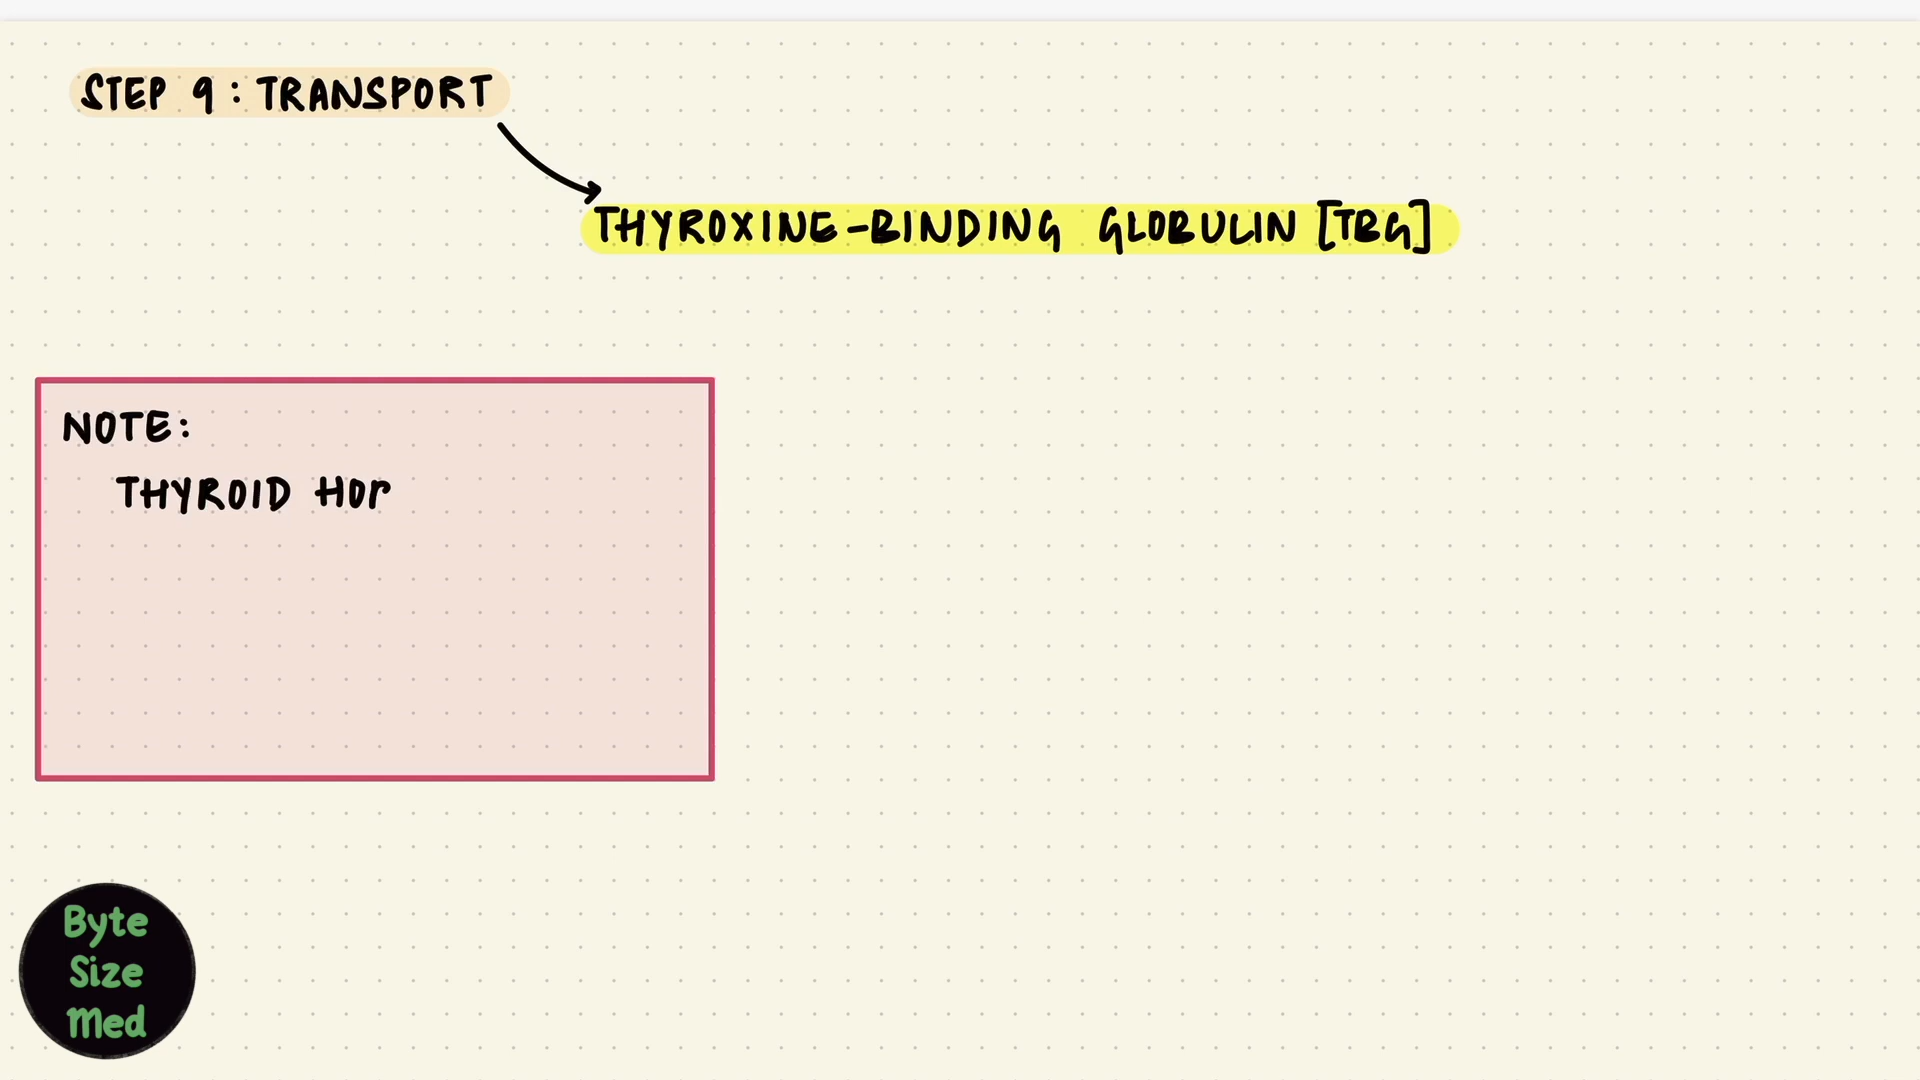 STEP 9: TRANSPORT
THYROXINE-BINDING GLOBULIN [TBG]
NOTE:
THYROID Hor
Byte
Size
Med